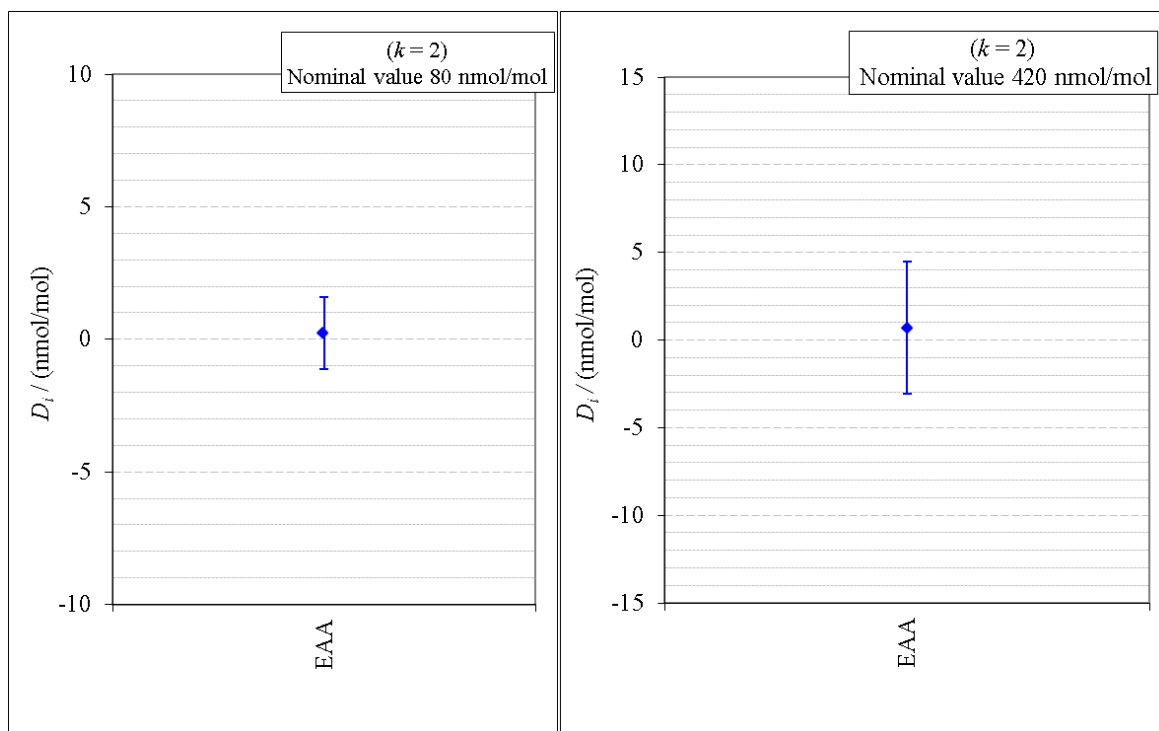 (k = 2)
Nominal value 80 nmol/mol
10
5
0
-5
-10
D_i / (nmol/mol)
EAA
(k = 2)
Nominal value 420 nmol/mol
15
10
5
0
-5
-10
-15
D_i / (nmol/mol)
EAA